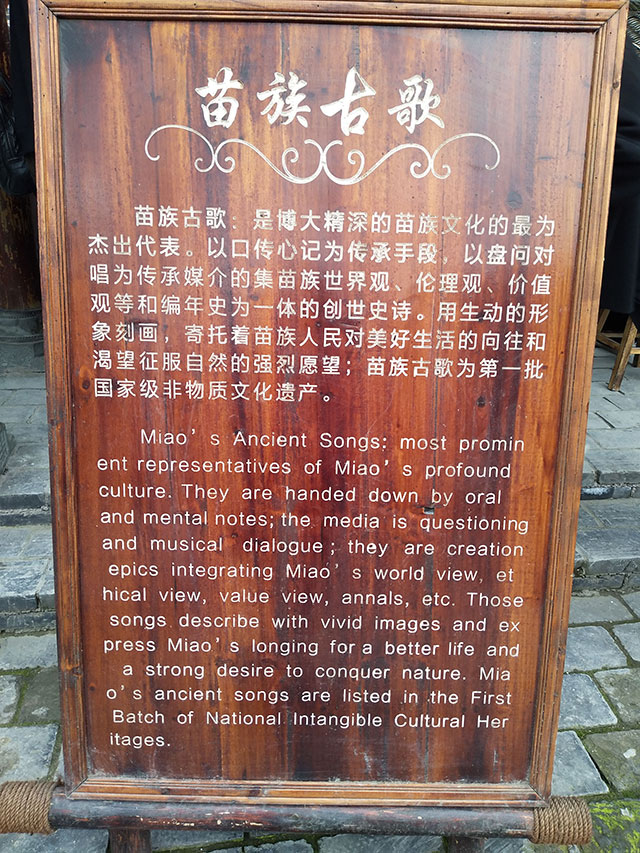 苗族古歌
苗族古歌：是博大精深的苗族文化的最为
杰出代表。以口传心记为传承手段，以盘问对
唱为传承媒介的集苗族世界观、伦理观、价值
观等和编年史为一体的创世史诗。用生动的形
象刻画，寄托着苗族人民对美好生活的向往和
渴望征服自然的强烈愿望；苗族古歌为第一批
国家级非物质文化遗产。
Miao’s Ancient Songs: most promin
ent representatives of Miao’s profound
culture. They are handed down by oral
and mental notes; the media is questioning
and musical dialogue; they are creation
epics integrating Miao’s world view, et
hical view, value view, annals, etc. Those
songs describe with vivid images and ex
press Miao’s longing for a better life and
a strong desire to conquer nature. Mia
o’s ancient songs are listed in the First
Batch of National Intangible Cultural Her
itages.